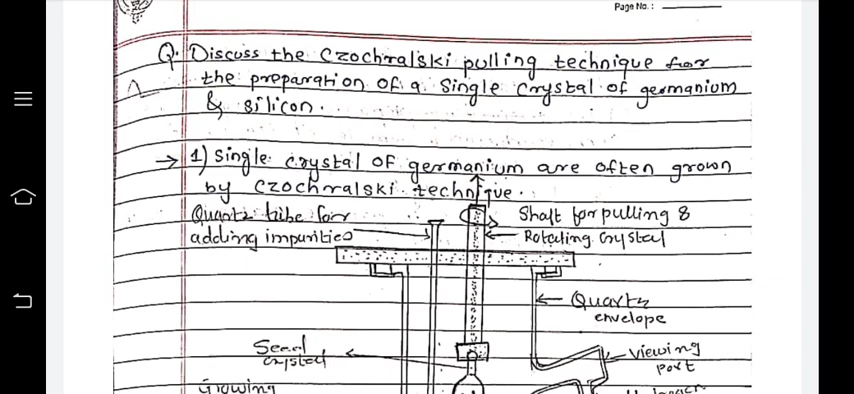 Page No. :
Q. Discuss the Czochralski pulling technique for
the preparation of a single crystal of germanium
& silicon.
→ 1) Single crystal of germanium are often grown
by Czochralski technique.
Quartz tube for
adding impurities
Shaft for pulling &
Rotating crystal
Quartz
envelope
Seed
crystal
viewing
port
Growing